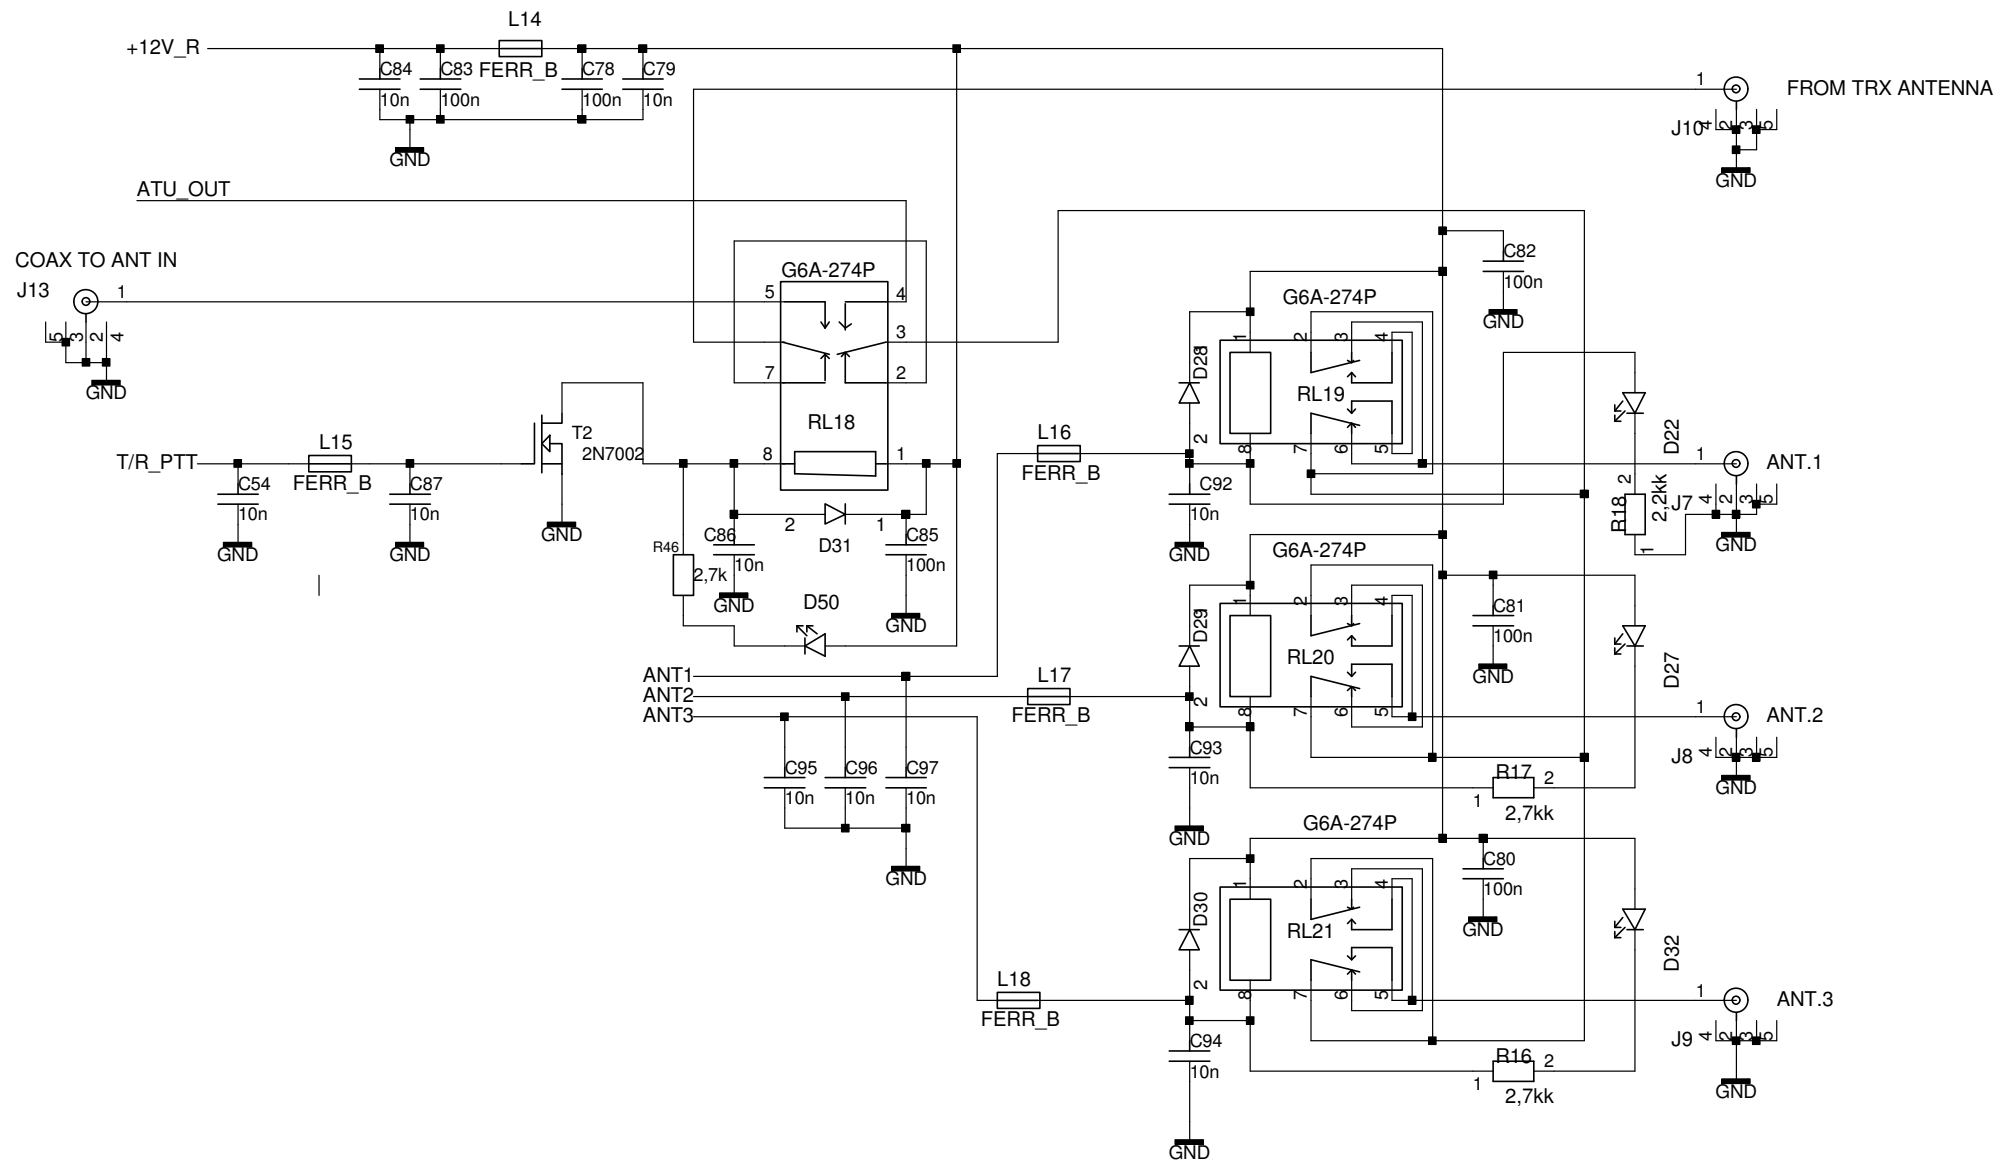 L14
+12V_R
FERR_B
C84
10n
C83
100n
C78
100n
C79
10n
GND
1
FROM TRX ANTENNA
J10
4
2
3
5
GND
ATU_OUT
COAX TO ANT IN
J13
1
5
3
2
4
GND
G6A-274P
5
4
3
7
2
RL18
8
1
T/R_PTT
L15
FERR_B
C54
10n
GND
C87
10n
GND
T2
2N7002
GND
R46
2,7k
C86
10n
GND
2
1
D31
C85
100n
GND
D50
C82
100n
GND
G6A-274P
1
2
3
4
D28
RL19
2
8
7
6
5
L16
FERR_B
C92
10n
GND
D22
2
R18
2,2kk
1
1
ANT.1
J7
4
2
3
5
GND
ANT1
ANT2
ANT3
C95
10n
C96
10n
C97
10n
GND
L17
FERR_B
G6A-274P
1
2
3
4
D29
RL20
2
8
7
6
5
C93
10n
GND
C81
100n
GND
D27
R17
1
2
2,7kk
1
ANT.2
J8
4
2
3
5
GND
L18
FERR_B
G6A-274P
1
2
3
4
D30
RL21
2
8
7
6
5
C94
10n
GND
C80
100n
GND
D32
R16
1
2
2,7kk
1
ANT.3
J9
4
2
3
5
GND